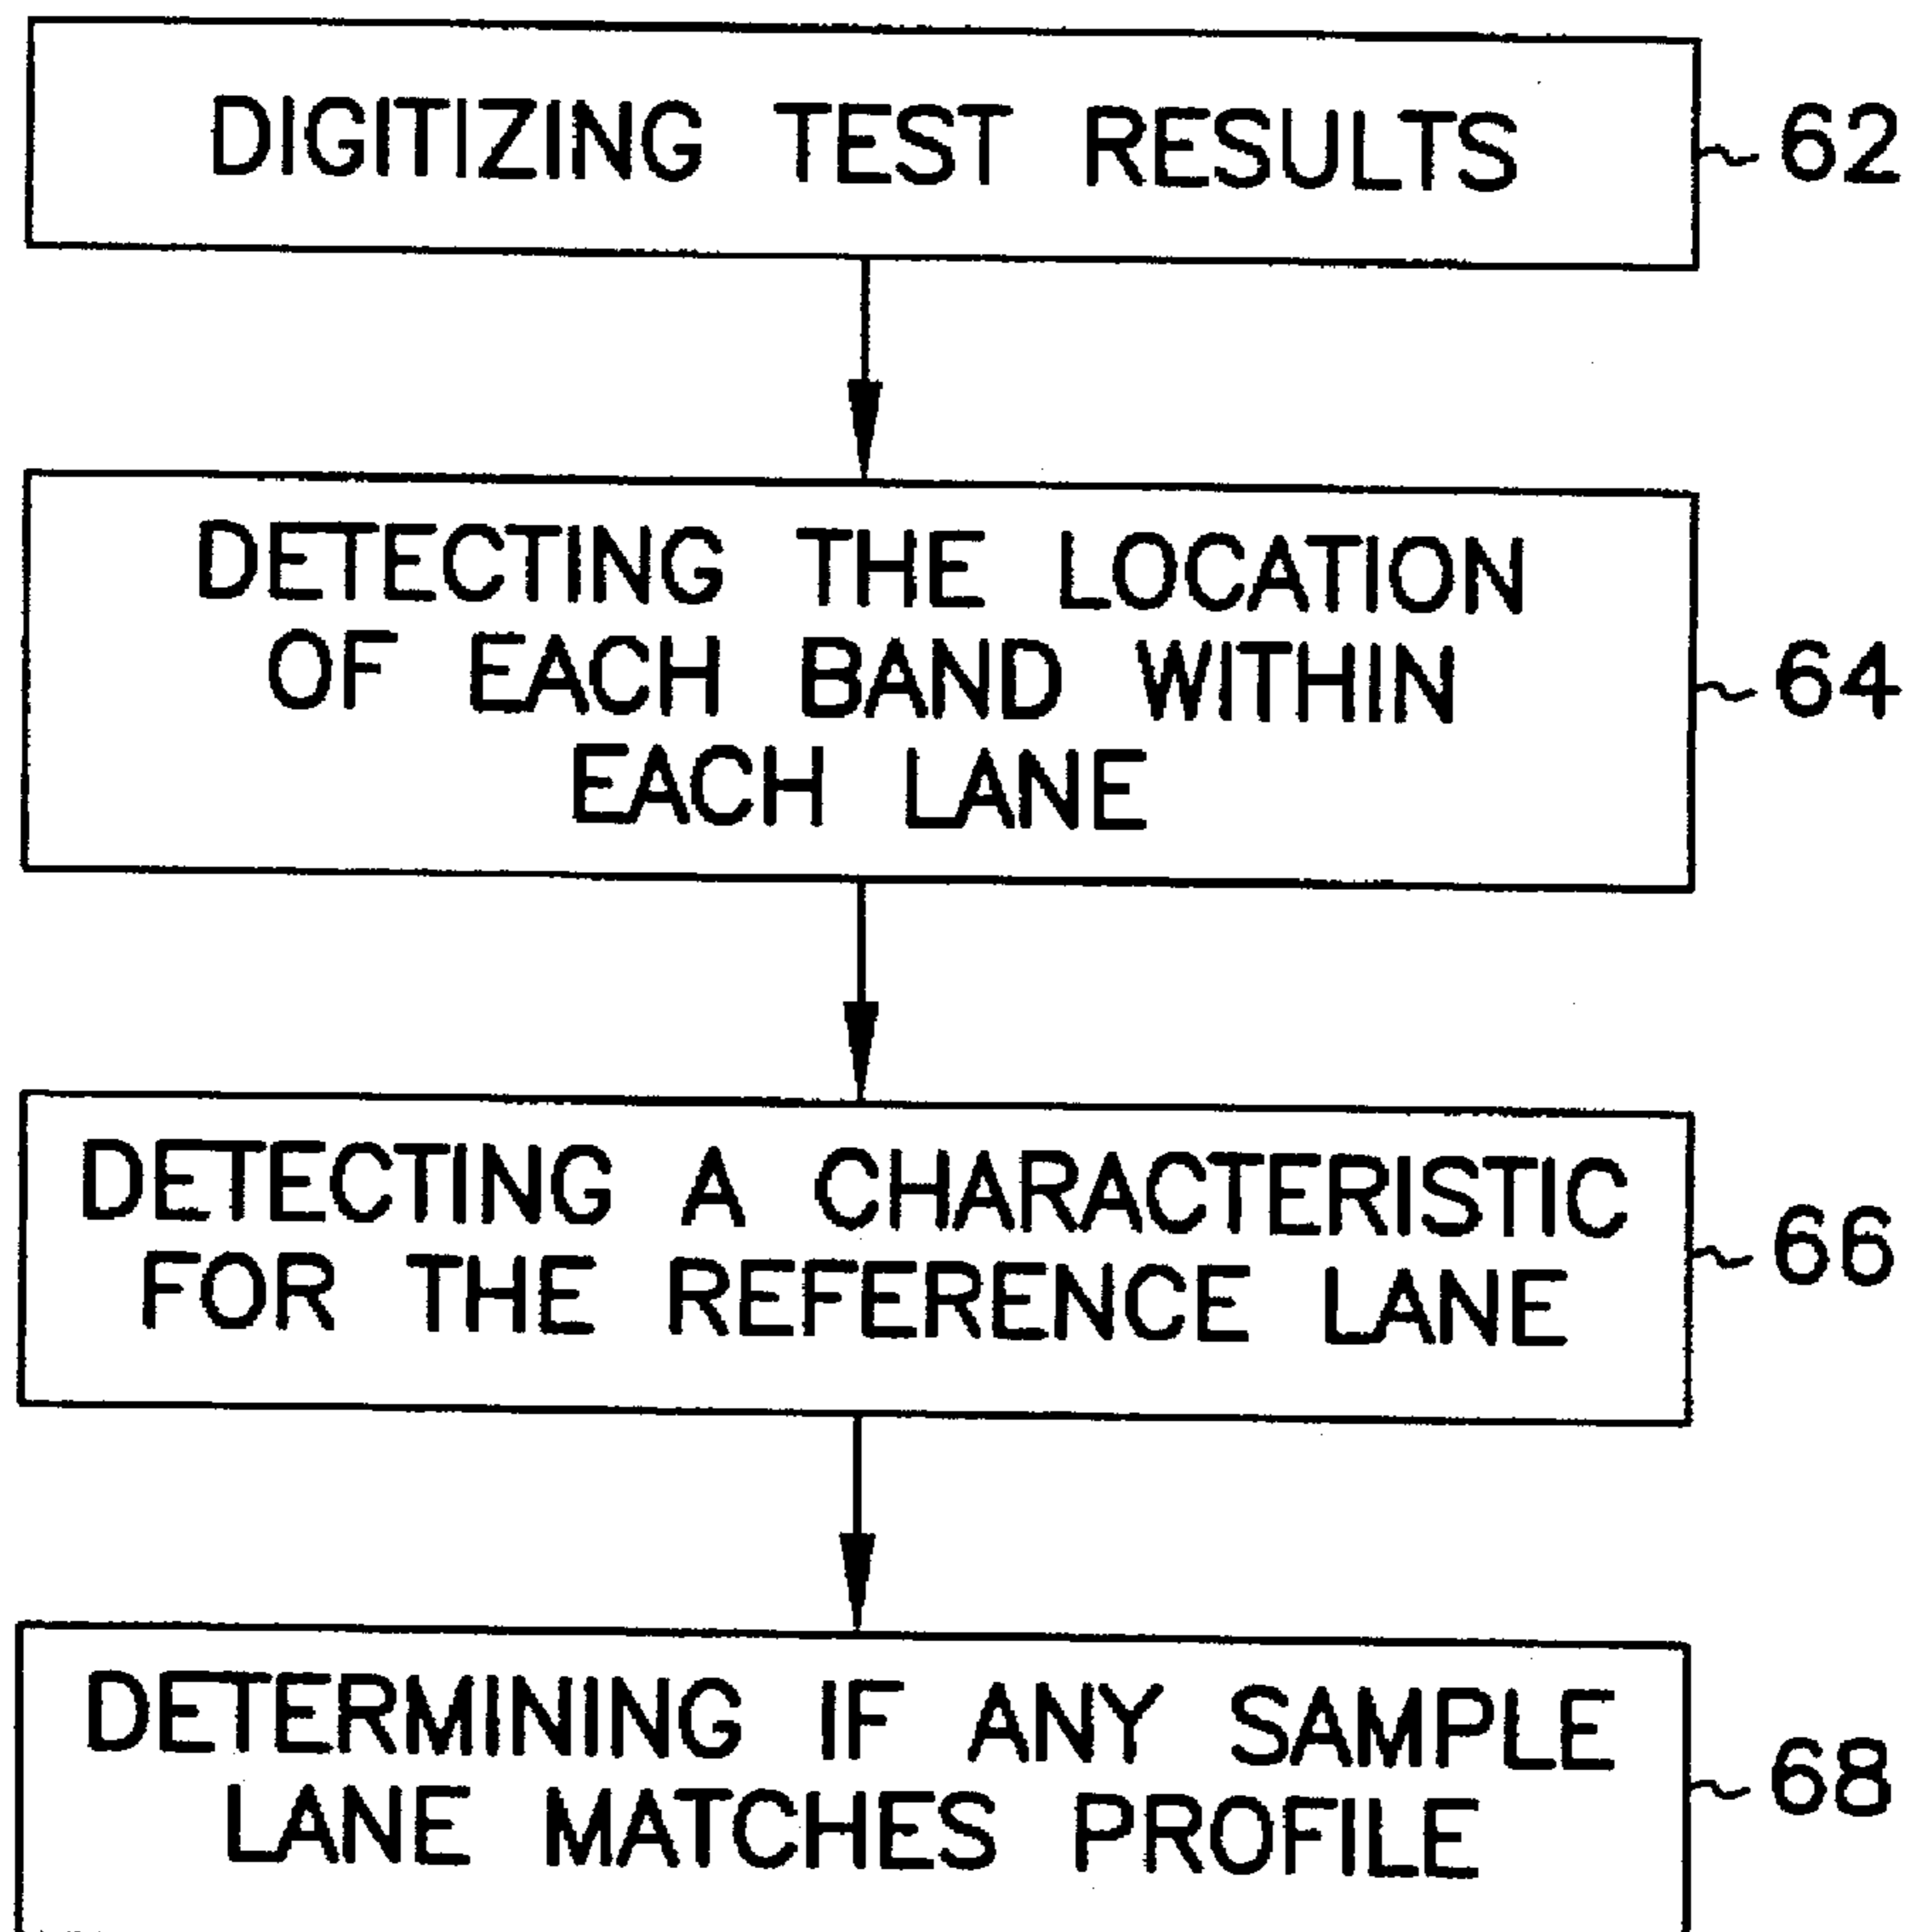 DIGITIZING TEST RESULTS
62
DETECTING THE LOCATION
OF EACH BAND WITHIN
EACH LANE
64
DETECTING A CHARACTERISTIC
FOR THE REFERENCE LANE
66
DETERMINING IF ANY SAMPLE
LANE MATCHES PROFILE
68